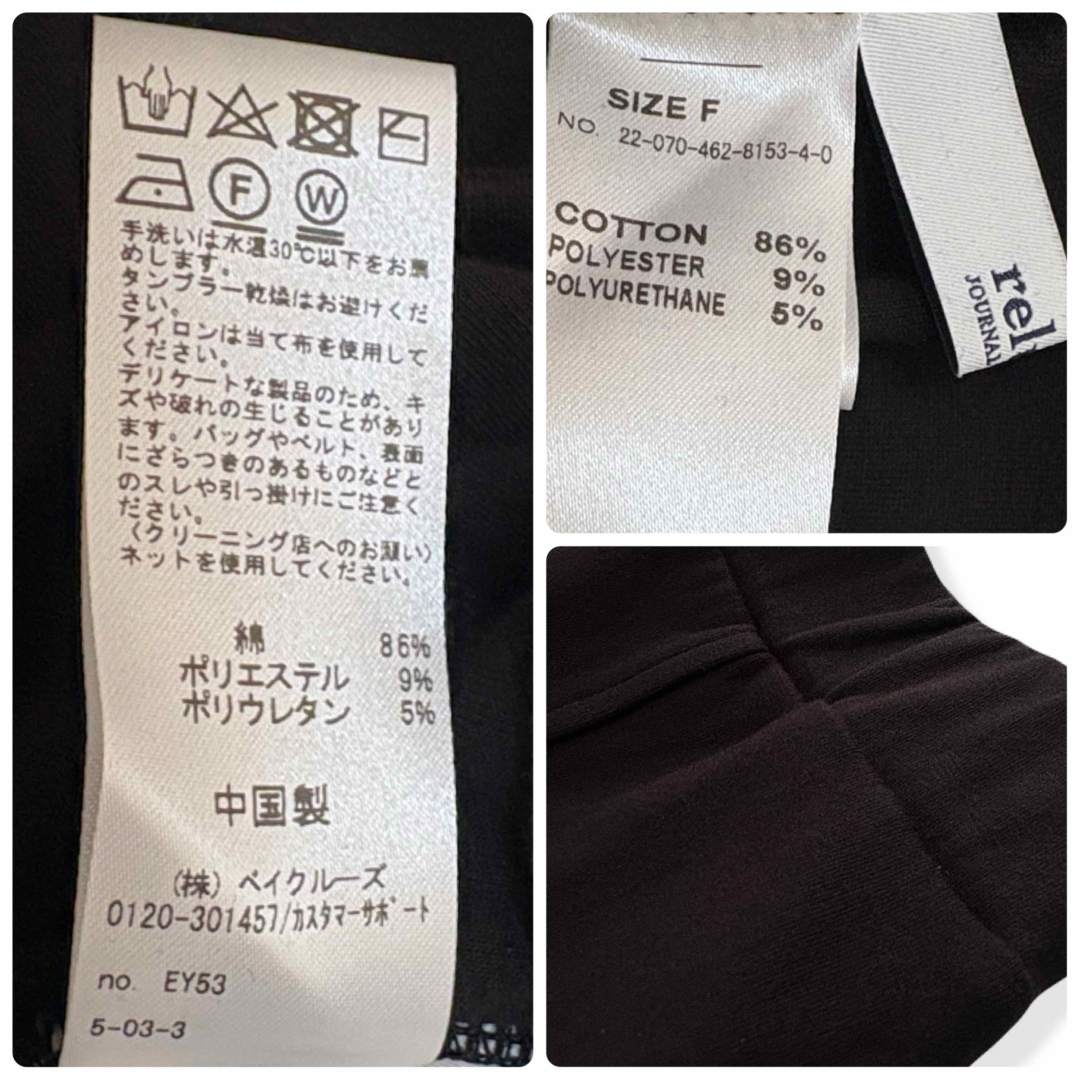 F
W
手洗いは水温30℃以下をお薦
めします。
タンブラー乾燥はお避けくだ
さい。
アイロンは当て布を使用して
ください。
デリケートな製品のため、キ
ズや破れの生じることがあり
ます。バッグやベルト、表面
にざらつきのあるものなどと
のスレや引っ掛けにご注意く
ださい。
（クリーニング店へのお願い）
ネットを使用してください。
綿 86%
ポリエステル 9%
ポリウレタン 5%
中国製
（株）ベイクルーズ
0120-301457/カスタマーサポート
no. EY53
5-03-3
SIZE F
NO. 22-070-462-8153-4-0
COTTON 86%
POLYESTER 9%
POLYURETHANE 5%
rel
JOURNAL